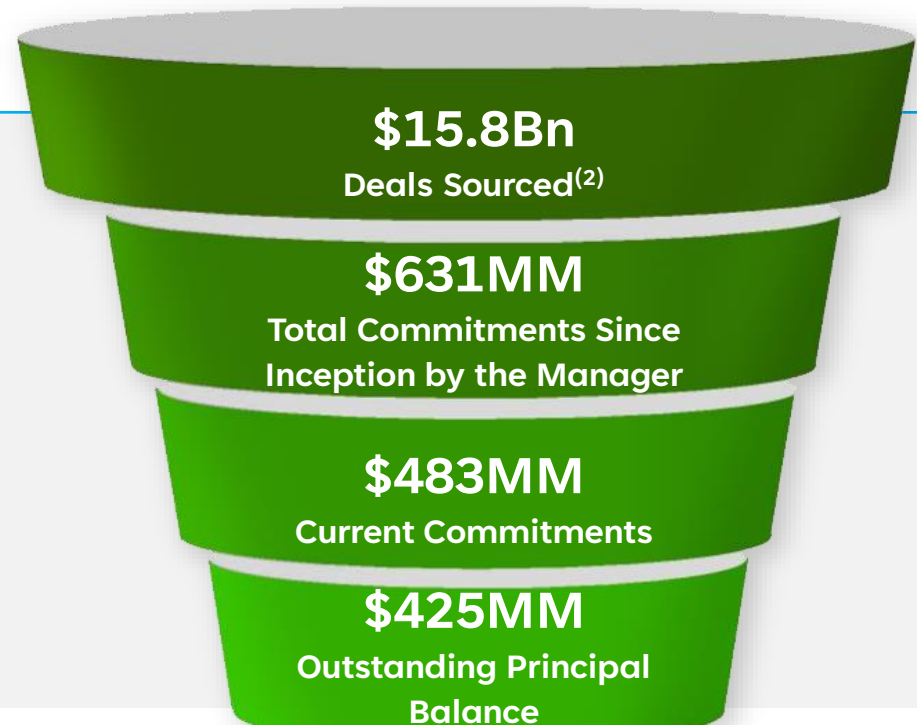 $15.8Bn
Deals Sourced(2)
$631MM
Total Commitments Since
Inception by the Manager
$483MM
Current Commitments
$425MM
Outstanding Principal
Balance